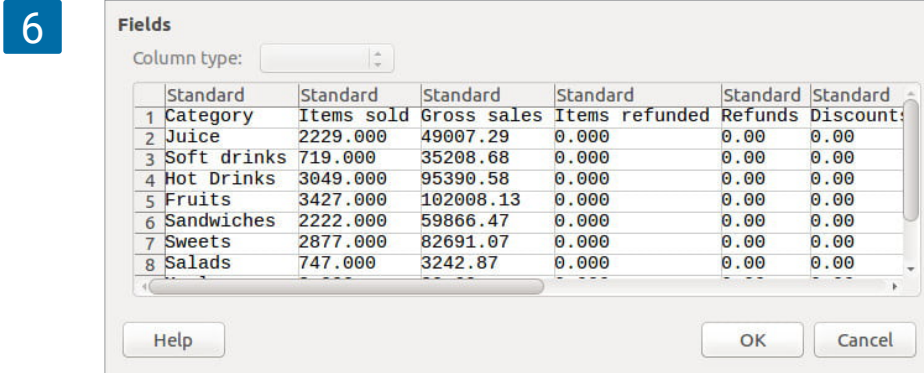 6
Fields
Column type:
Standard Standard Standard Standard Standard Standard
1 Category Items sold Gross sales Items refunded Refunds Discounts
2 Juice 2229.000 49007.29 0.000 0.00 0.00
3 Soft drinks 719.000 35208.68 0.000 0.00 0.00
4 Hot Drinks 3049.000 95390.58 0.000 0.00 0.00
5 Fruits 3427.000 102008.13 0.000 0.00 0.00
6 Sandwiches 2222.000 59866.47 0.000 0.00 0.00
7 Sweets 2877.000 82691.07 0.000 0.00 0.00
8 Salads 747.000 3242.87 0.000 0.00 0.00
Help OK Cancel